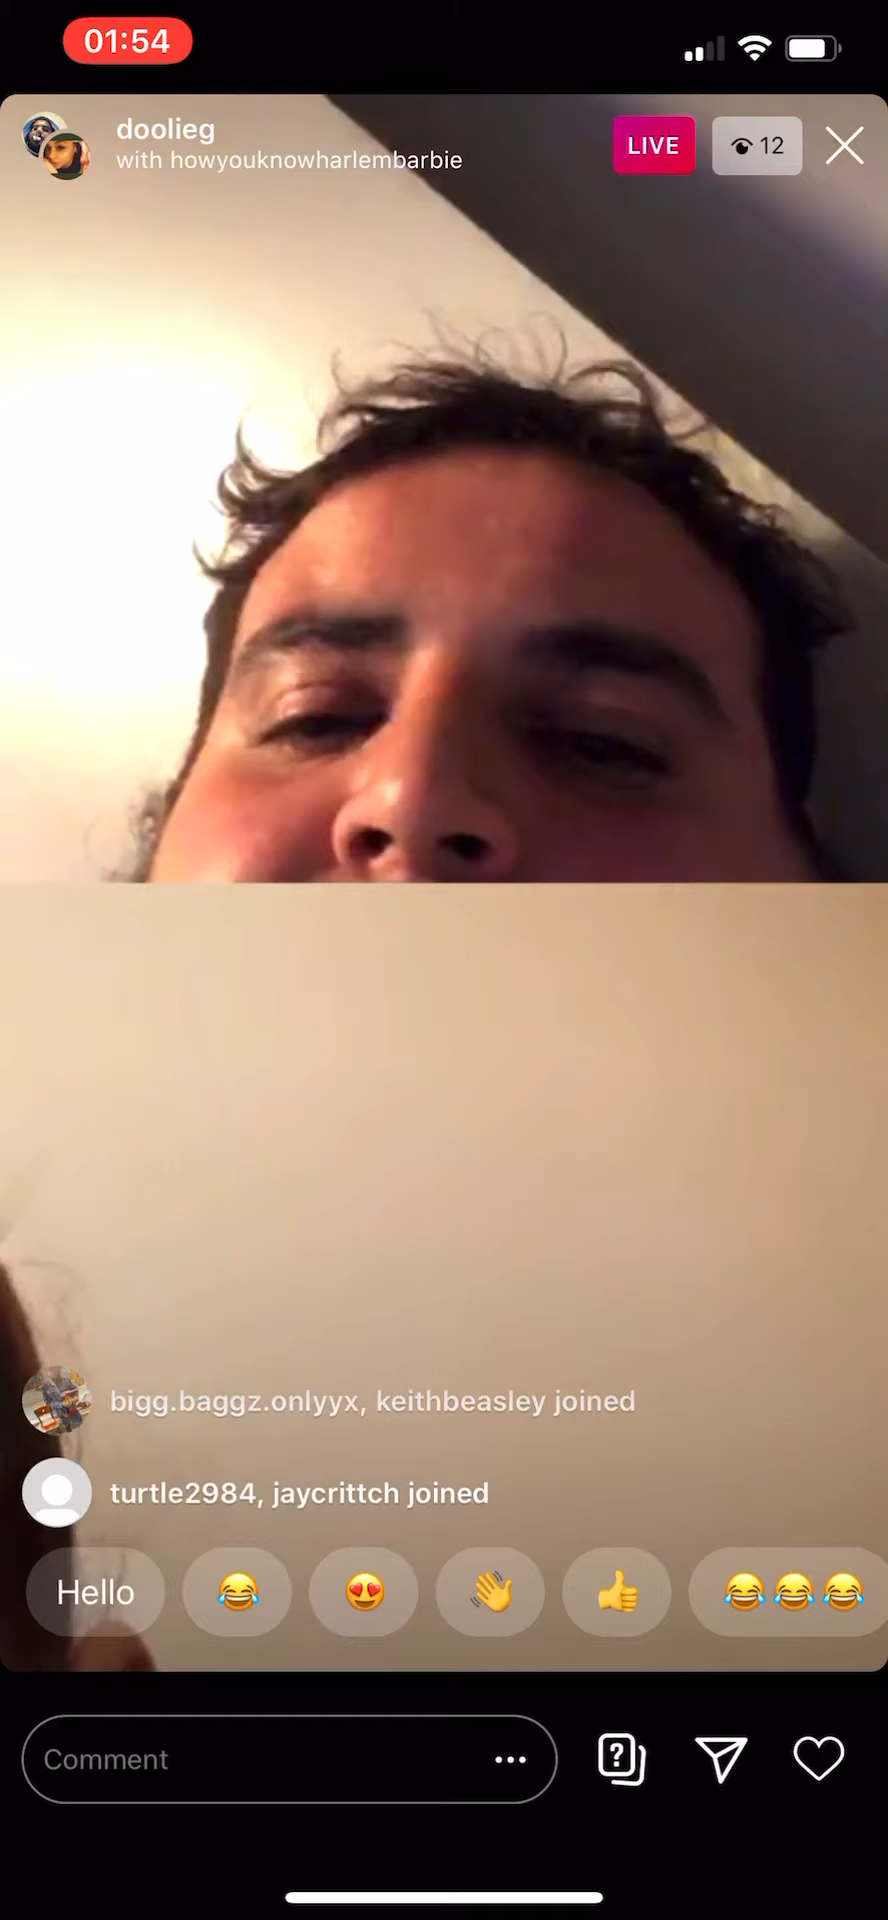 01:54
doolieg
with howyouknowharlembarbie
LIVE
12
bigg.baggz.onlyyx, keithbeasley joined
turtle2984, jaycrittch joined
Hello
Comment